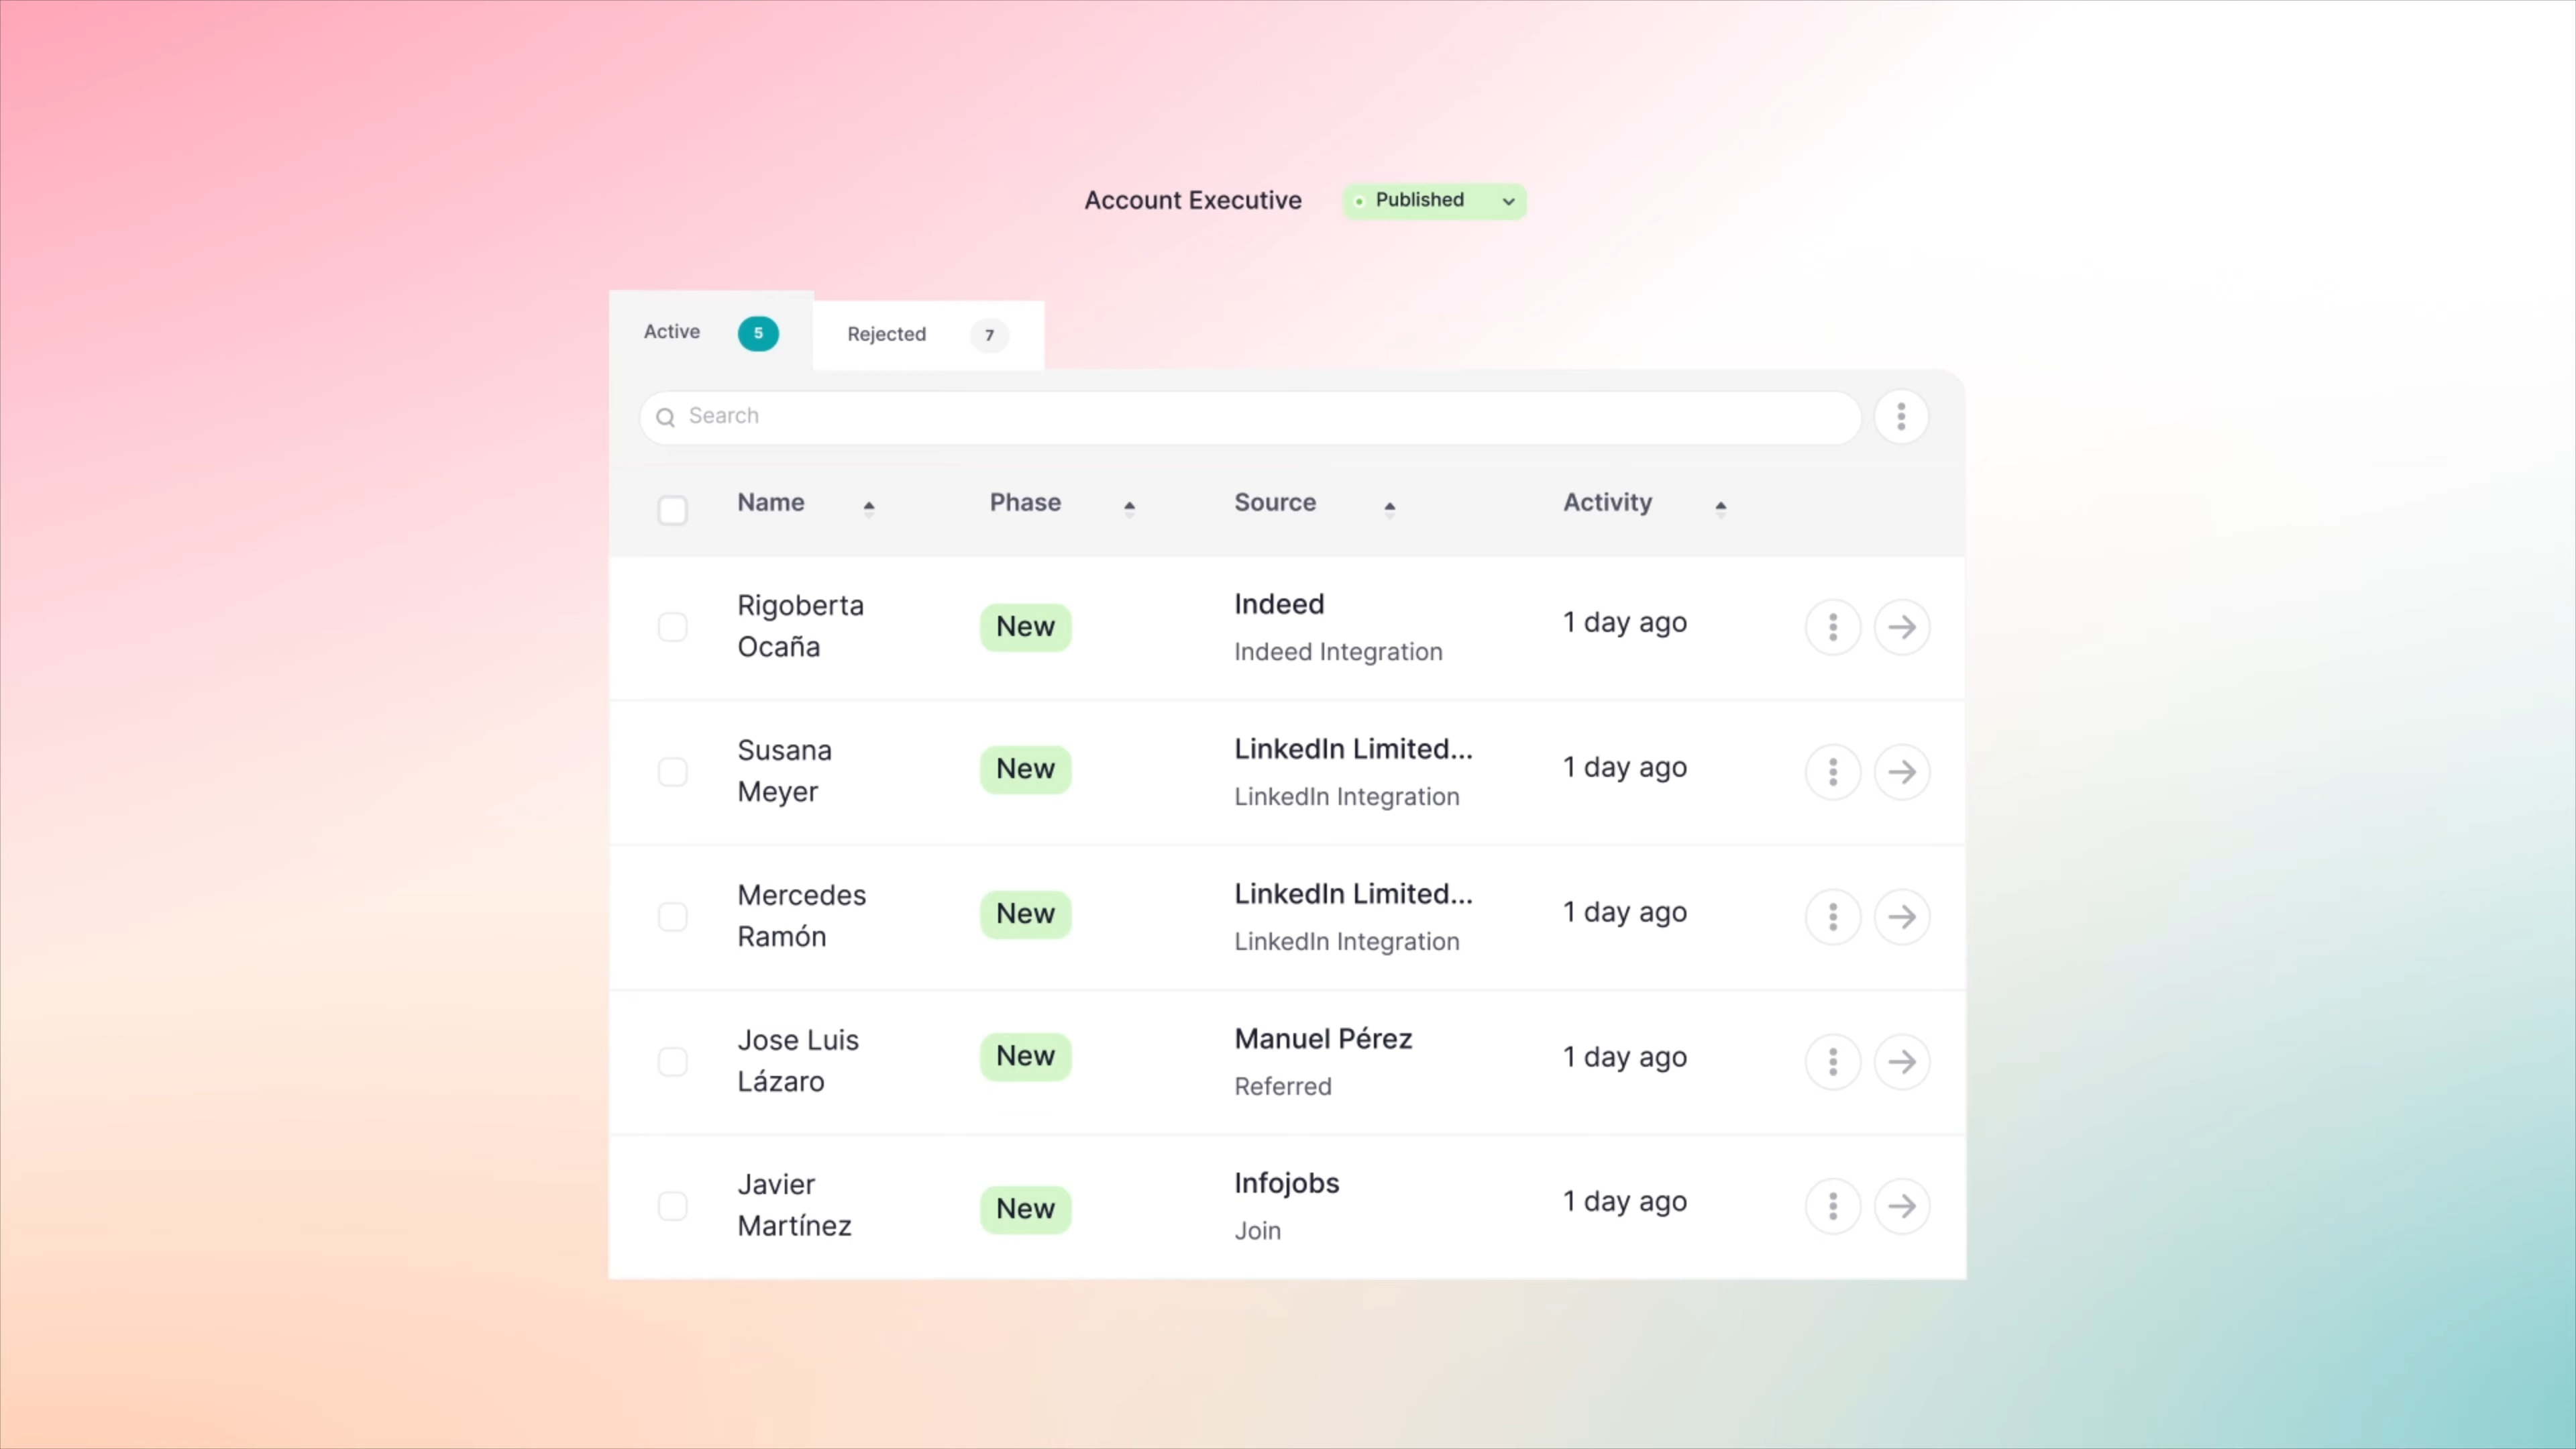 Account Executive Published
Active 5 Rejected 7
Search
Name Phase Source Activity
Rigoberta
Ocaña
New
Indeed
Indeed Integration
1 day ago
Susana
Meyer
New
LinkedIn Limited...
LinkedIn Integration
1 day ago
Mercedes
Ramón
New
LinkedIn Limited...
LinkedIn Integration
1 day ago
Jose Luis
Lázaro
New
Manuel Pérez
Referred
1 day ago
Javier
Martínez
New
Infojobs
Join
1 day ago